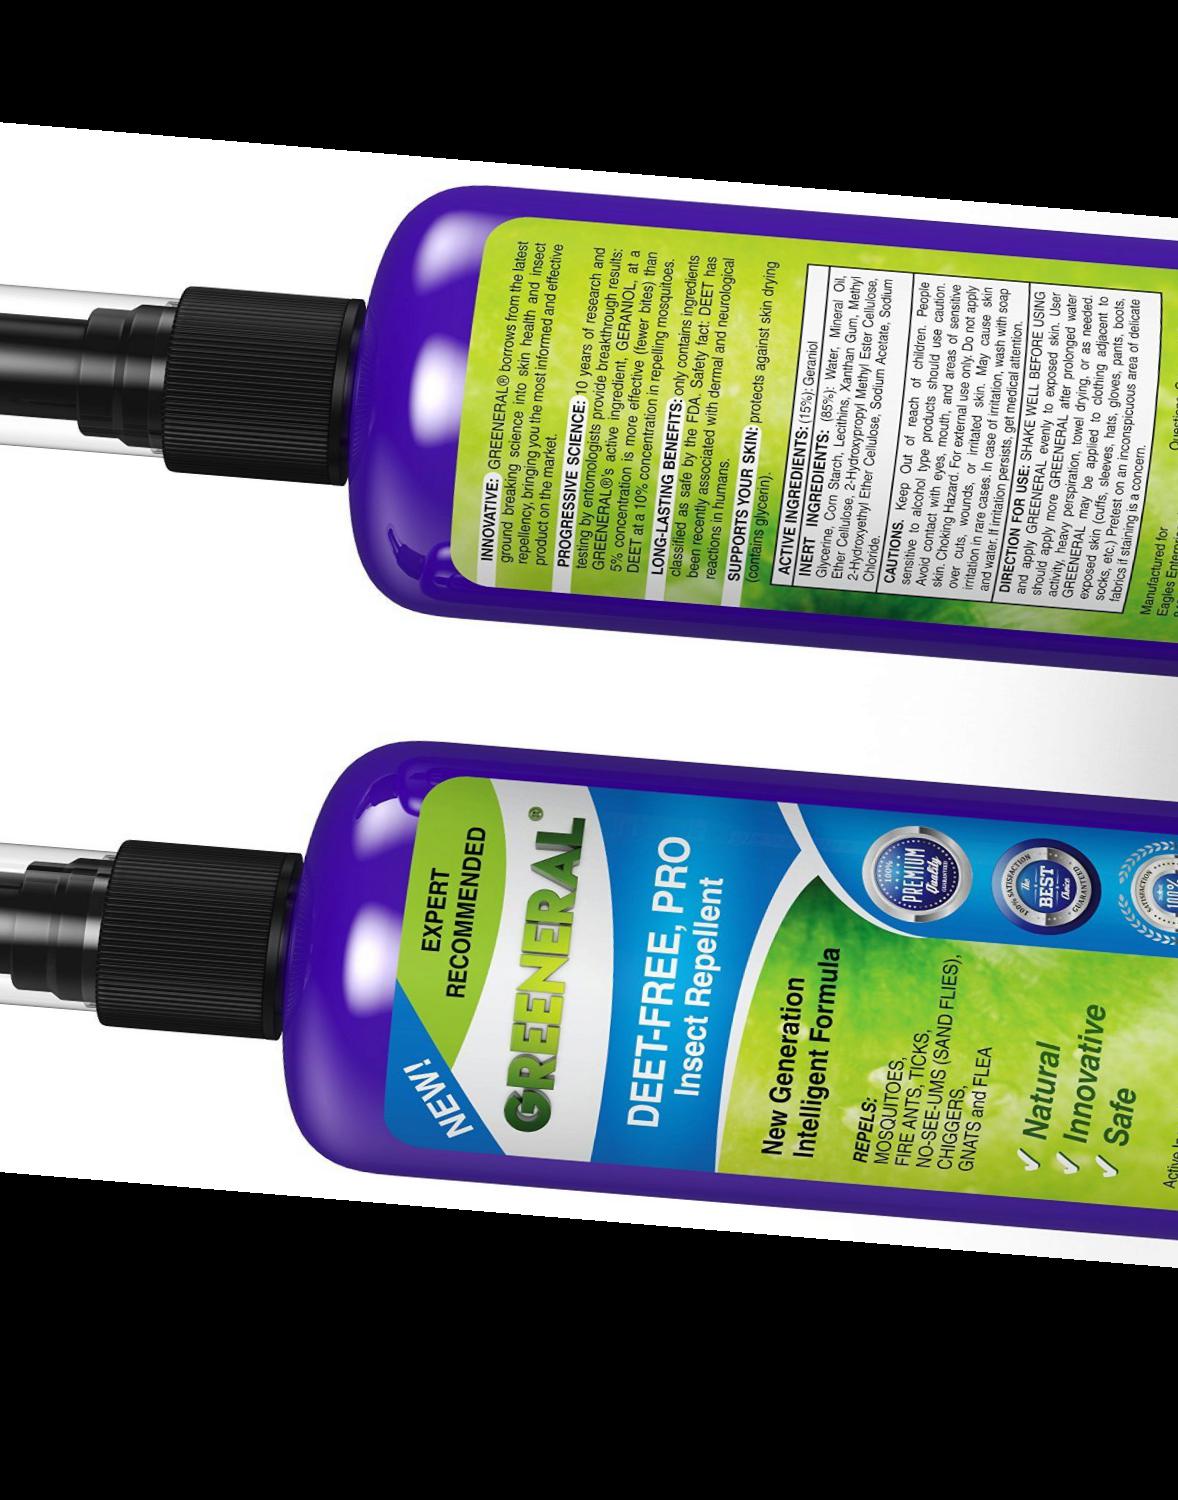 INNOVATIVE: GREENERAL® borrows from the latest
ground breaking science into skin health and insect
repellency, bringing you the most informed and effective
product on the market.
PROGRESSIVE SCIENCE: 10 years of research and
testing by entomologists provide breakthrough results:
GREENERAL®'s active ingredient, GERANIOL, at a
5% concentration is more effective (fewer bites) than
DEET at a 10% concentration in repelling mosquitoes.
LONG-LASTING BENEFITS: only contains ingredients
classified as safe by the FDA. Safety fact: DEET has
been recently associated with dermal and neurological
reactions in humans.
SUPPORTS YOUR SKIN: protects against skin drying
(contains glycerin).
ACTIVE INGREDIENTS: (15%): Geraniol
INERT INGREDIENTS: (85%): Water, Mineral Oil,
Glycerine, Corn Starch, Lecithins, Xanthan Gum, Methyl
Ether Cellulose, 2-Hydroxypropyl Methyl Ester Cellulose,
2-Hydroxyethyl Ether Cellulose, Sodium Acetate, Sodium
Chloride.
CAUTIONS. Keep Out of reach of children. People
sensitive to alcohol type products should use caution.
Avoid contact with eyes, mouth, and areas of sensitive
skin. Choking Hazard. For external use only. Do not apply
over cuts, wounds, or irritated skin. May cause skin
irritation in rare cases. In case of irritation, wash with soap
and water. If irritation persists, get medical attention.
DIRECTION FOR USE: SHAKE WELL BEFORE USING
and apply GREENERAL evenly to exposed skin. User
should apply more GREENERAL after prolonged water
activity, heavy perspiration, towel drying, or as needed.
GREENERAL may be applied to clothing adjacent to
exposed skin (cuffs, sleeves, hats, gloves, pants, boots,
socks, etc.) Pretest on an inconspicuous area of delicate
fabrics if staining is a concern.
Manufactured for
Eagles
NEW!
EXPERT
RECOMMENDED
GREENERAL®
DEET-FREE, PRO
Insect Repellent
New Generation
Intelligent Formula
REPELS:
MOSQUITOES,
FIRE ANTS, TICKS,
NO-SEE-UMS (SAND FLIES),
CHIGGERS,
GNATS and FLEA
✓ Natural
✓ Innovative
✓ Safe
Active
100%
PREMIUM
Quality
GUARANTEED
100% SATISFACTION
The
BEST
Choice
GUARANTEED
SATISFACTION
100%